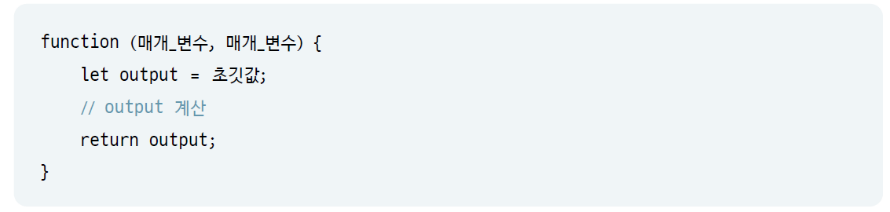 function (매개_변수, 매개_변수) {
    let output = 초깃값;
    // output 계산
    return output;
}